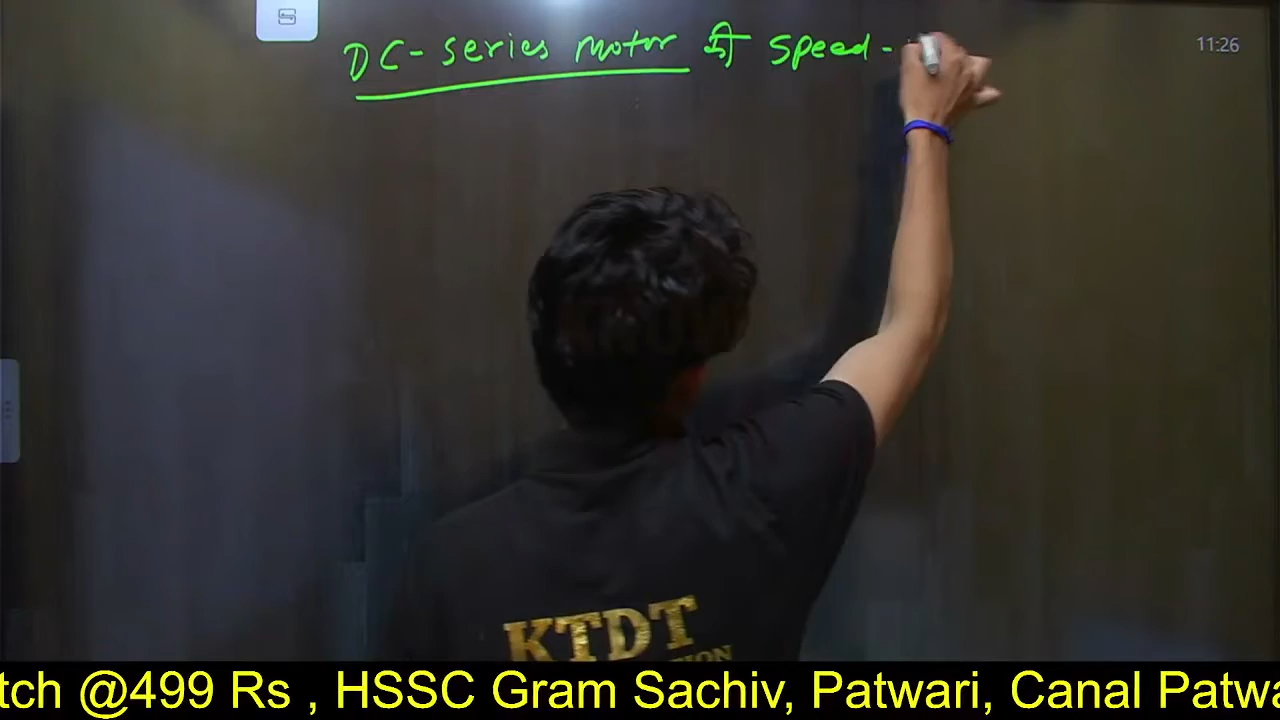 11:26
DC-series motor की speed-
KTDT
tch @499 Rs , HSSC Gram Sachiv, Patwari, Canal Patwa